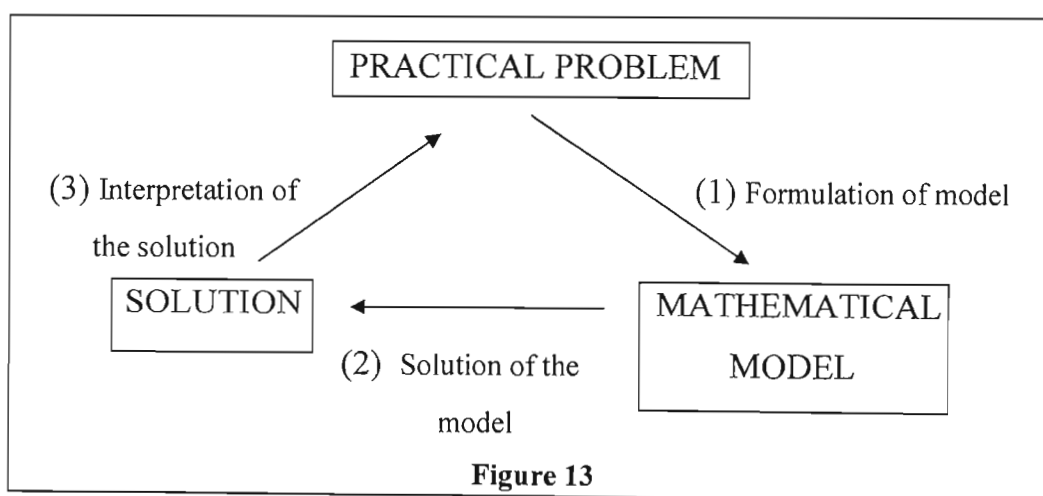 PRACTICAL PROBLEM
(3) Interpretation of
the solution
(1) Formulation of model
SOLUTION
MATHEMATICAL
MODEL
(2) Solution of the
model
Figure 13